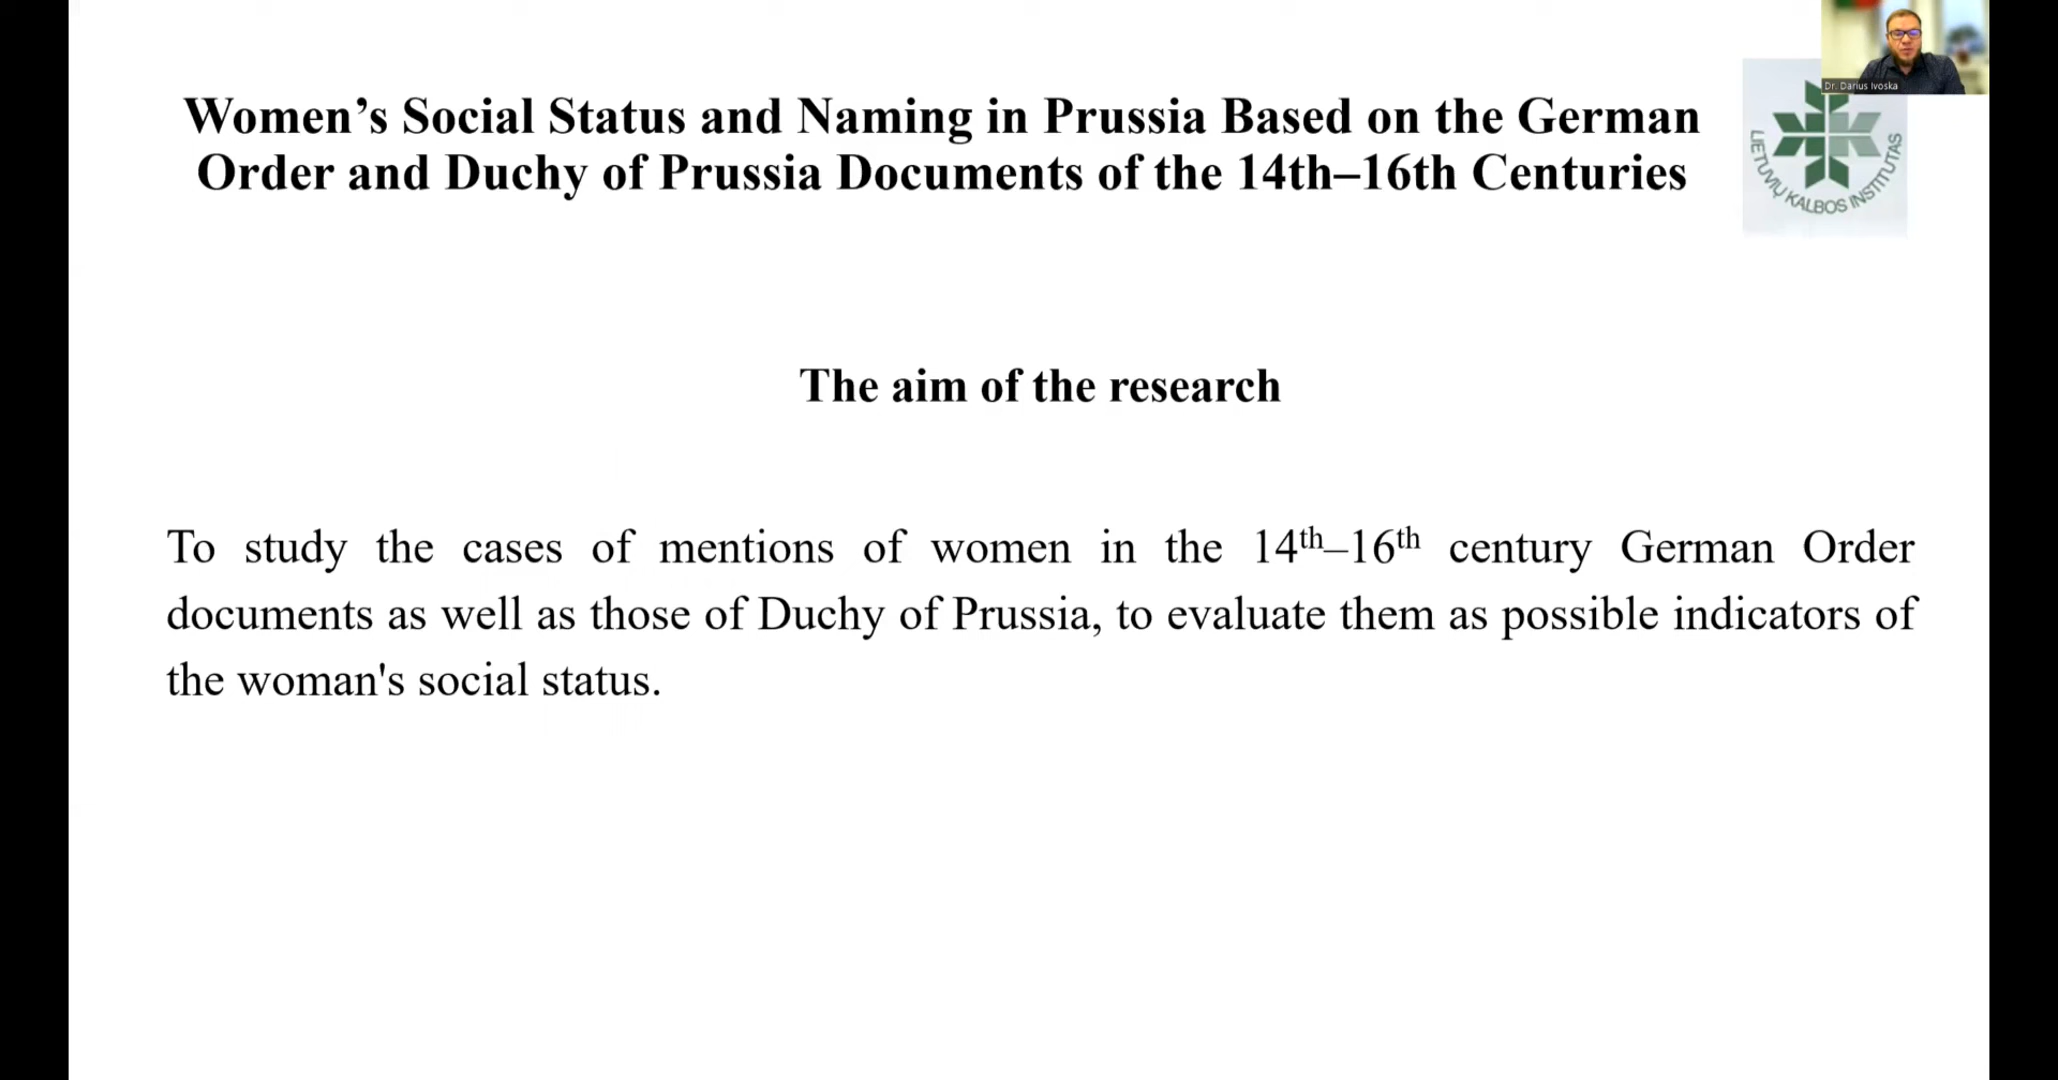 Dr. Darius Ivoska
Women’s Social Status and Naming in Prussia Based on the German
Order and Duchy of Prussia Documents of the 14th–16th Centuries
LIETUVIŲ KALBOS INSTITUTAS
The aim of the research
To study the cases of mentions of women in the 14th–16th century German Order
documents as well as those of Duchy of Prussia, to evaluate them as possible indicators of
the woman's social status.